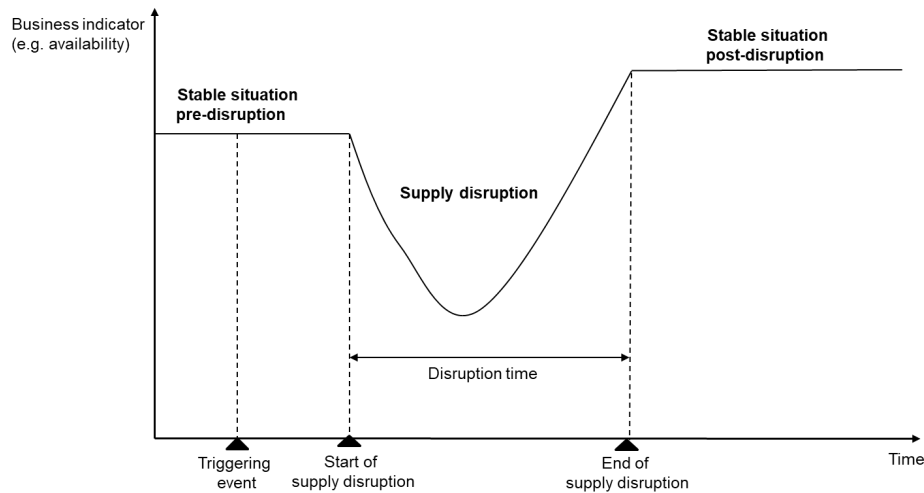 Business indicator
(e.g. availability)
Stable situation
post-disruption
Stable situation
pre-disruption
Supply disruption
Disruption time
Triggering
event
Start of
supply disruption
End of
supply disruption
Time